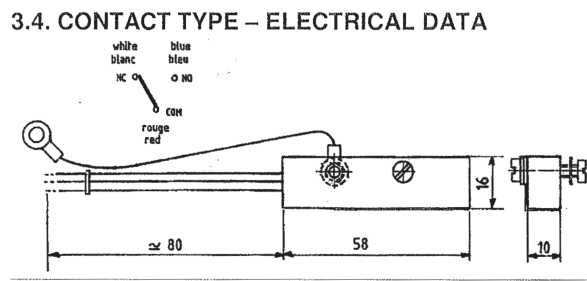 3.4. CONTACT TYPE – ELECTRICAL DATA
white blue
blanc bleu
NC NO
COM
rouge
red
16
≃ 80 58 10